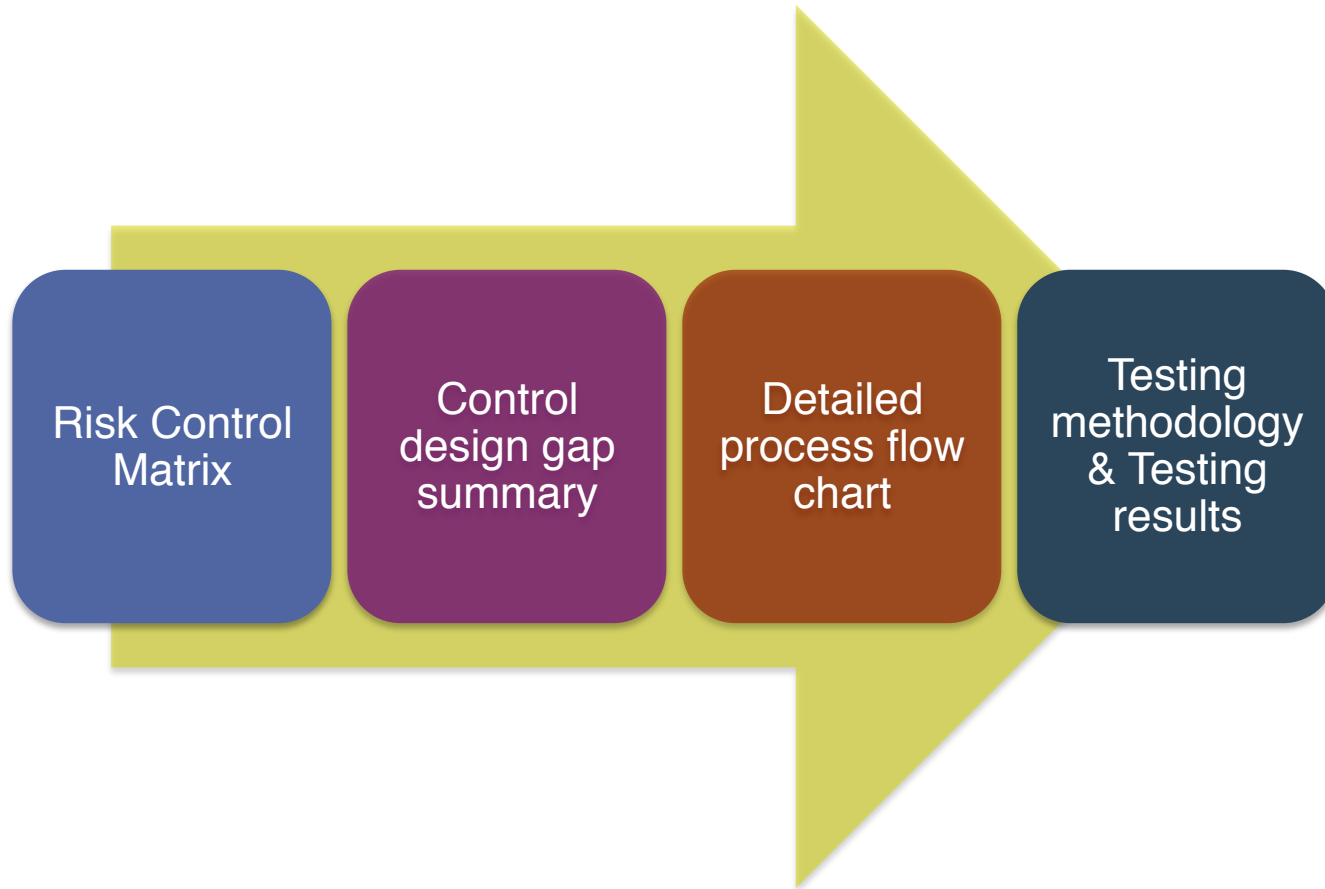 Risk Control
Matrix
Control
design gap
summary
Detailed
process flow
chart
Testing
methodology
& Testing
results